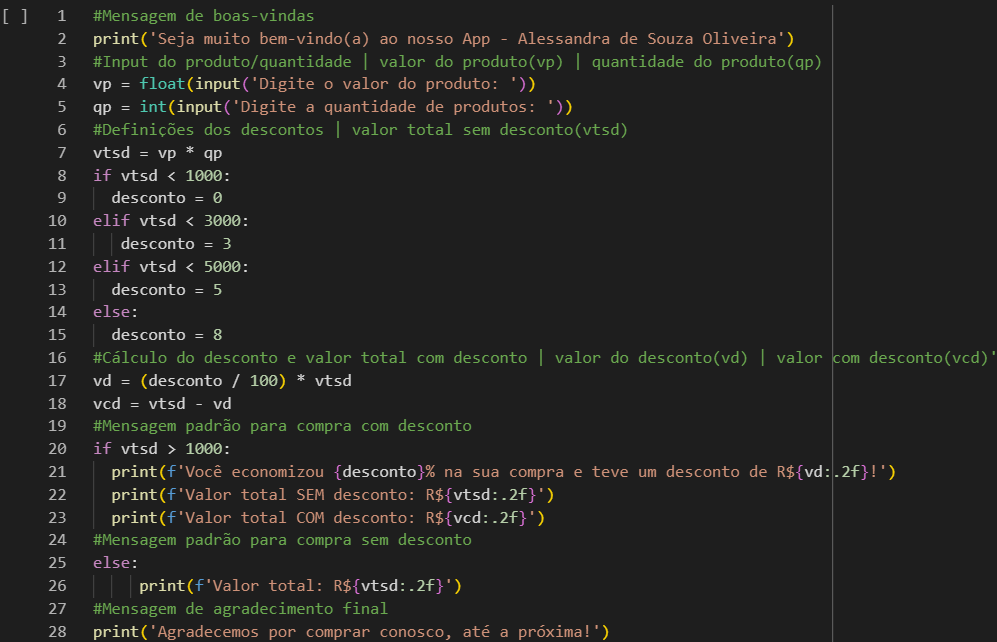 [ ] 1 #Mensagem de boas-vindas
2 print('Seja muito bem-vindo(a) ao nosso App - Alessandra de Souza Oliveira')
3 #Input do produto/quantidade | valor do produto(vp) | quantidade do produto(qp)
4 vp = float(input('Digite o valor do produto: '))
5 qp = int(input('Digite a quantidade de produtos: '))
6 #Definições dos descontos | valor total sem desconto(vtsd)
7 vtsd = vp * qp
8 if vtsd < 1000:
9   desconto = 0
10 elif vtsd < 3000:
11    desconto = 3
12 elif vtsd < 5000:
13   desconto = 5
14 else:
15   desconto = 8
16 #Cálculo do desconto e valor total com desconto | valor do desconto(vd) | valor com desconto(vcd)'
17 vd = (desconto / 100) * vtsd
18 vcd = vtsd - vd
19 #Mensagem padrão para compra com desconto
20 if vtsd > 1000:
21   print(f'Você economizou {desconto}% na sua compra e teve um desconto de R${vd:.2f}!')
22   print(f'Valor total SEM desconto: R${vtsd:.2f}')
23   print(f'Valor total COM desconto: R${vcd:.2f}')
24 #Mensagem padrão para compra sem desconto
25 else:
26      print(f'Valor total: R${vtsd:.2f}')
27 #Mensagem de agradecimento final
28 print('Agradecemos por comprar conosco, até a próxima!')